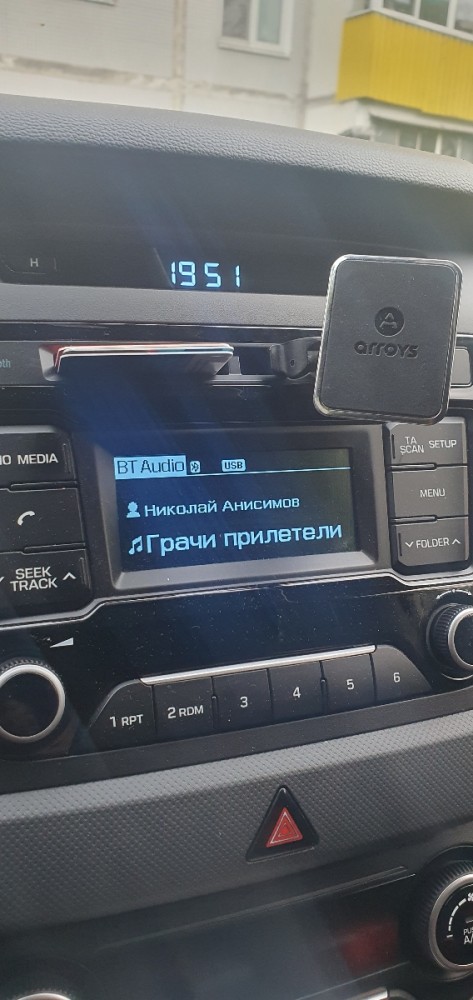 H
1951
A
arroys
MEDIA
BT Audio
USB
TA
SCAN
SETUP
Николай Анисимов
MENU
Грачи прилетели
FOLDER
SEEK
TRACK
1 RPT
2 RDM
3
4
5
6